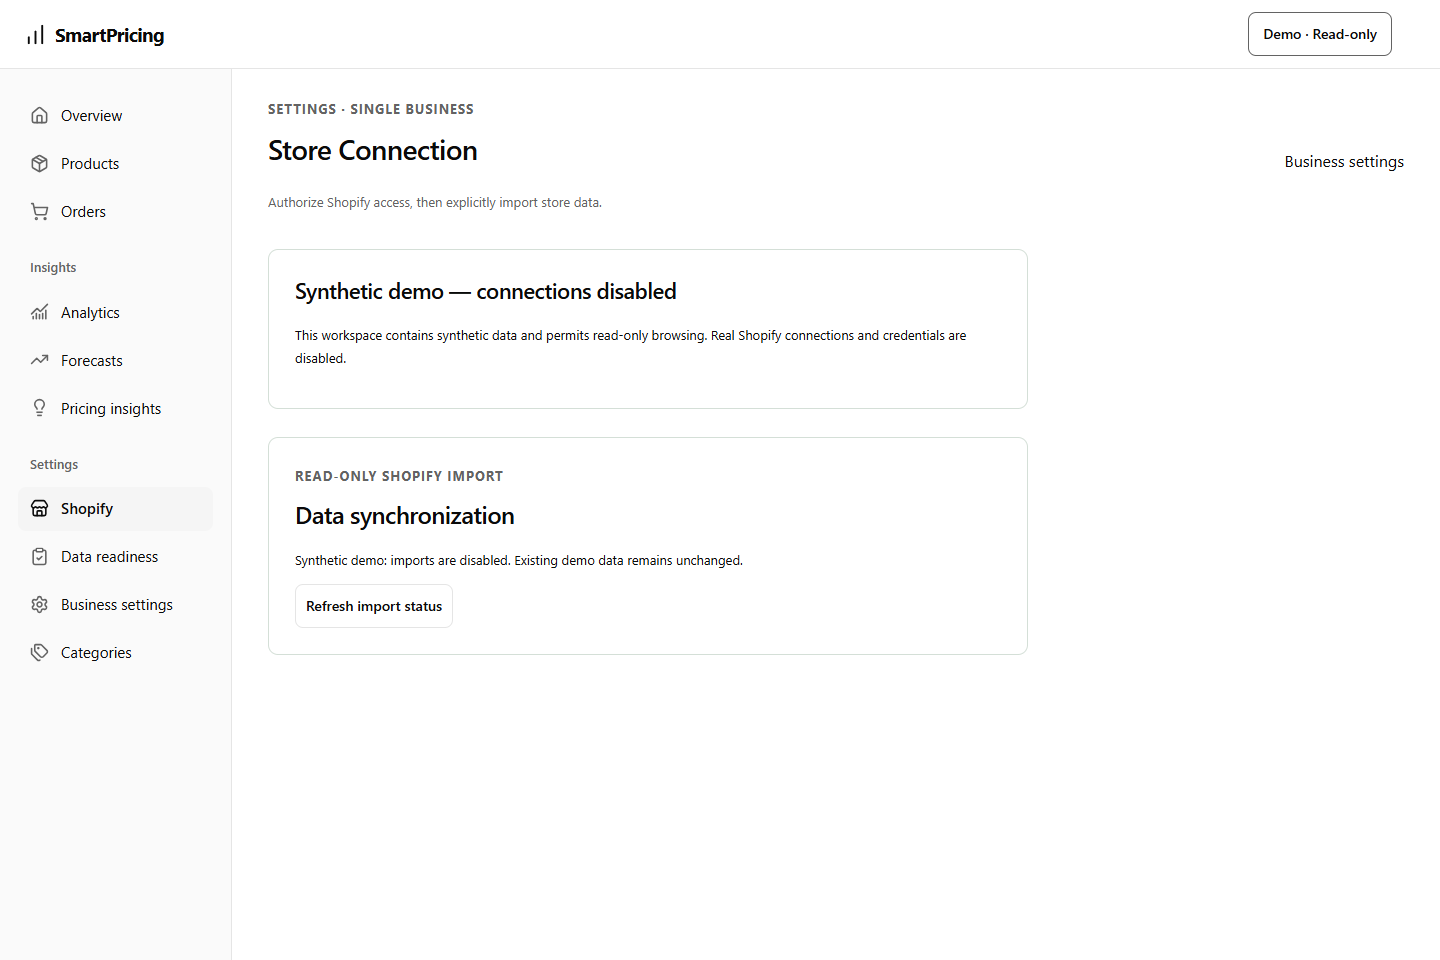 SmartPricing
Demo · Read-only
Overview
Products
Orders
Insights
Analytics
Forecasts
Pricing insights
Settings
Shopify
Data readiness
Business settings
Categories
SETTINGS · SINGLE BUSINESS
Store Connection
Business settings
Authorize Shopify access, then explicitly import store data.
Synthetic demo — connections disabled
This workspace contains synthetic data and permits read-only browsing. Real Shopify connections and credentials are
disabled.
READ-ONLY SHOPIFY IMPORT
Data synchronization
Synthetic demo: imports are disabled. Existing demo data remains unchanged.
Refresh import status